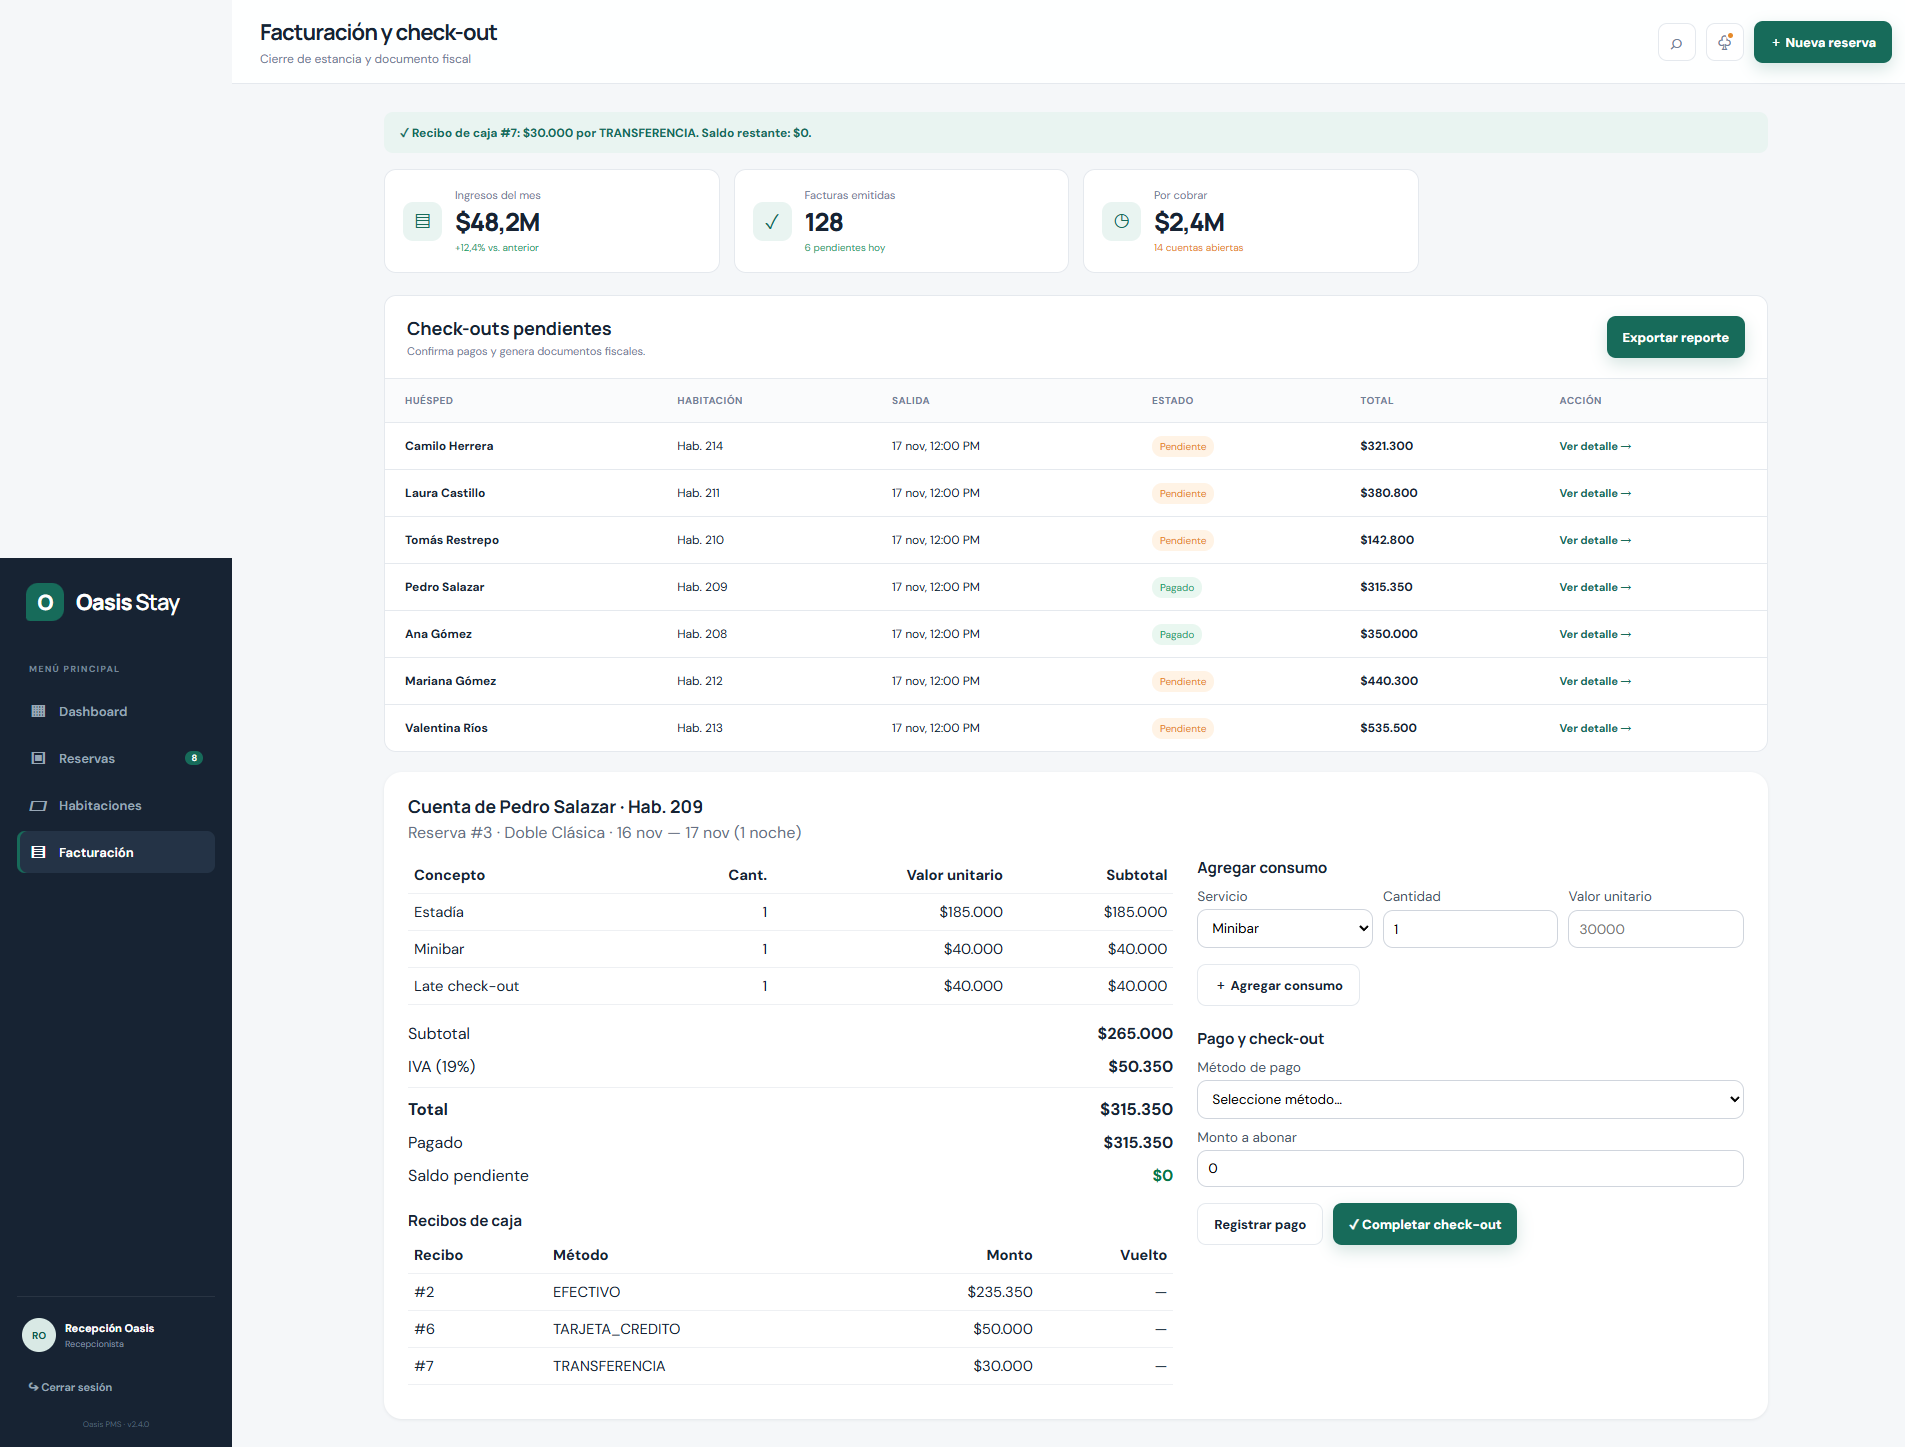 Facturación y check-out
Cierre de estancia y documento fiscal
+ Nueva reserva
✓ Recibo de caja #7: $30.000 por TRANSFERENCIA. Saldo restante: $0.
Ingresos del mes
$48,2M
+12,4% vs. anterior
Facturas emitidas
128
6 pendientes hoy
Por cobrar
$2,4M
14 cuentas abiertas
Check-outs pendientes
Confirma pagos y genera documentos fiscales.
Exportar reporte
HUÉSPED HABITACIÓN SALIDA ESTADO TOTAL ACCIÓN
Camilo Herrera Hab. 214 17 nov, 12:00 PM Pendiente $321.300 Ver detalle →
Laura Castillo Hab. 211 17 nov, 12:00 PM Pendiente $380.800 Ver detalle →
Tomás Restrepo Hab. 210 17 nov, 12:00 PM Pendiente $142.800 Ver detalle →
Pedro Salazar Hab. 209 17 nov, 12:00 PM Pagado $315.350 Ver detalle →
Ana Gómez Hab. 208 17 nov, 12:00 PM Pagado $350.000 Ver detalle →
Mariana Gómez Hab. 212 17 nov, 12:00 PM Pendiente $440.300 Ver detalle →
Valentina Ríos Hab. 213 17 nov, 12:00 PM Pendiente $535.500 Ver detalle →
O Oasis Stay
MENÚ PRINCIPAL
Dashboard
Reservas 8
Habitaciones
Facturación
RO Recepción Oasis
Recepcionista
↪ Cerrar sesión
Oasis PMS · v2.4.0
Cuenta de Pedro Salazar · Hab. 209
Reserva #3 · Doble Clásica · 16 nov — 17 nov (1 noche)
Concepto Cant. Valor unitario Subtotal
Estadía 1 $185.000 $185.000
Minibar 1 $40.000 $40.000
Late check-out 1 $40.000 $40.000
Subtotal $265.000
IVA (19%) $50.350
Total $315.350
Pagado $315.350
Saldo pendiente $0
Recibos de caja
Recibo Método Monto Vuelto
#2 EFECTIVO $235.350 —
#6 TARJETA_CREDITO $50.000 —
#7 TRANSFERENCIA $30.000 —
Agregar consumo
Servicio Cantidad Valor unitario
Minibar 1 30000
+ Agregar consumo
Pago y check-out
Método de pago
Seleccione método…
Monto a abonar
0
Registrar pago ✓ Completar check-out